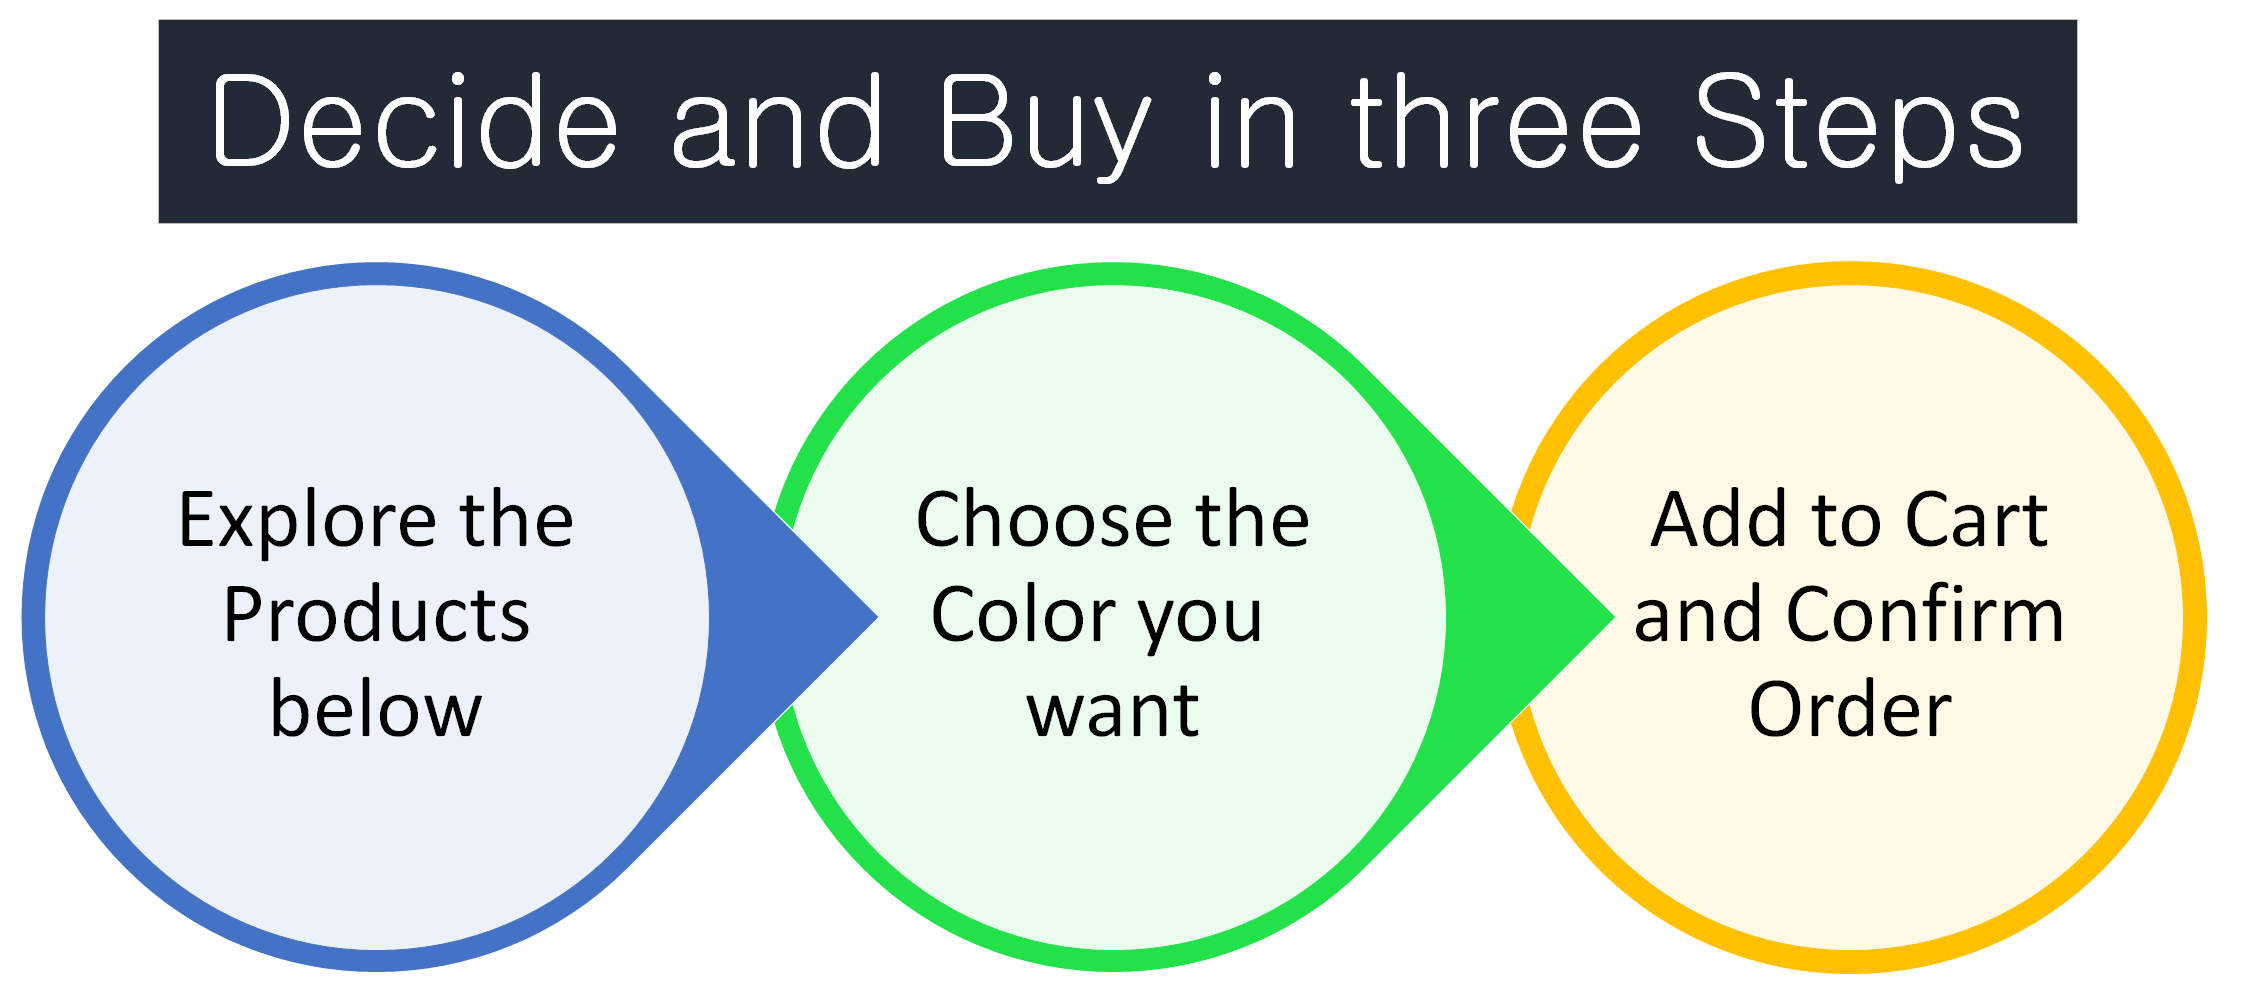 Decide and Buy in three Steps
Explore the
Products
below
Choose the
Color you
want
Add to Cart
and Confirm
Order